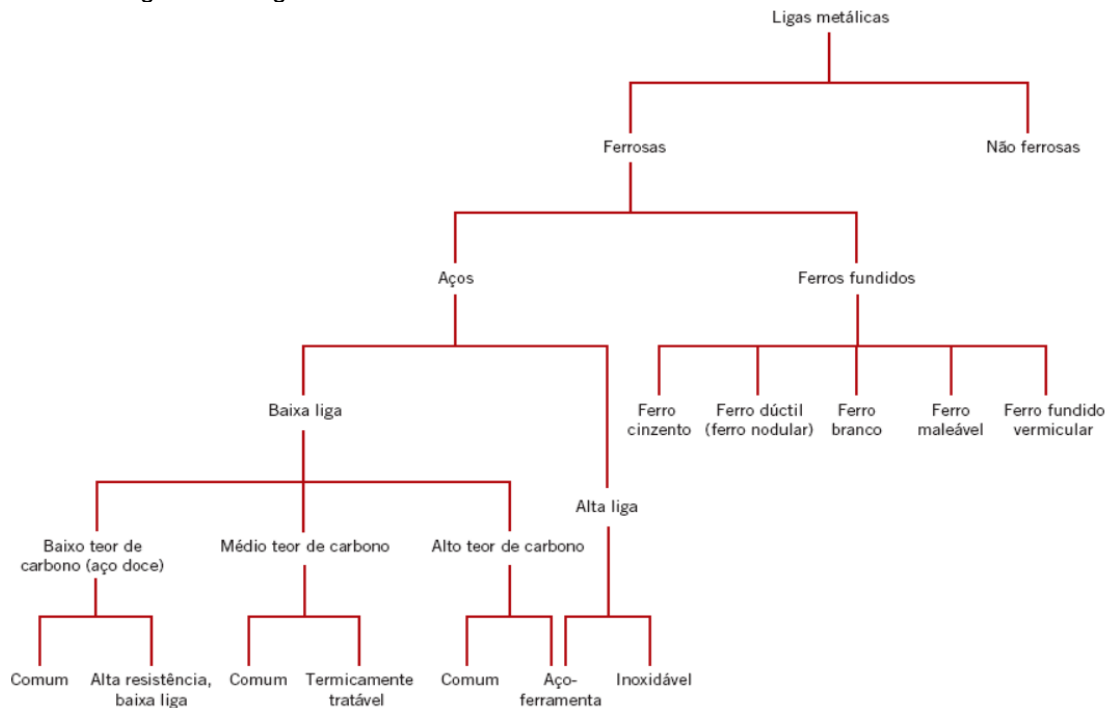 Ligas metálicas
Ferrosas
Não ferrosas
Aços
Ferros fundidos
Baixa liga
Ferro
cinzento
Ferro dúctil
(ferro nodular)
Ferro
branco
Ferro
maleável
Ferro fundido
vermicular
Alta liga
Baixo teor de
carbono (aço doce)
Médio teor de carbono
Alto teor de carbono
Comum
Alta resistência,
baixa liga
Comum
Termicamente
tratável
Comum
Aço-
ferramenta
Inoxidável